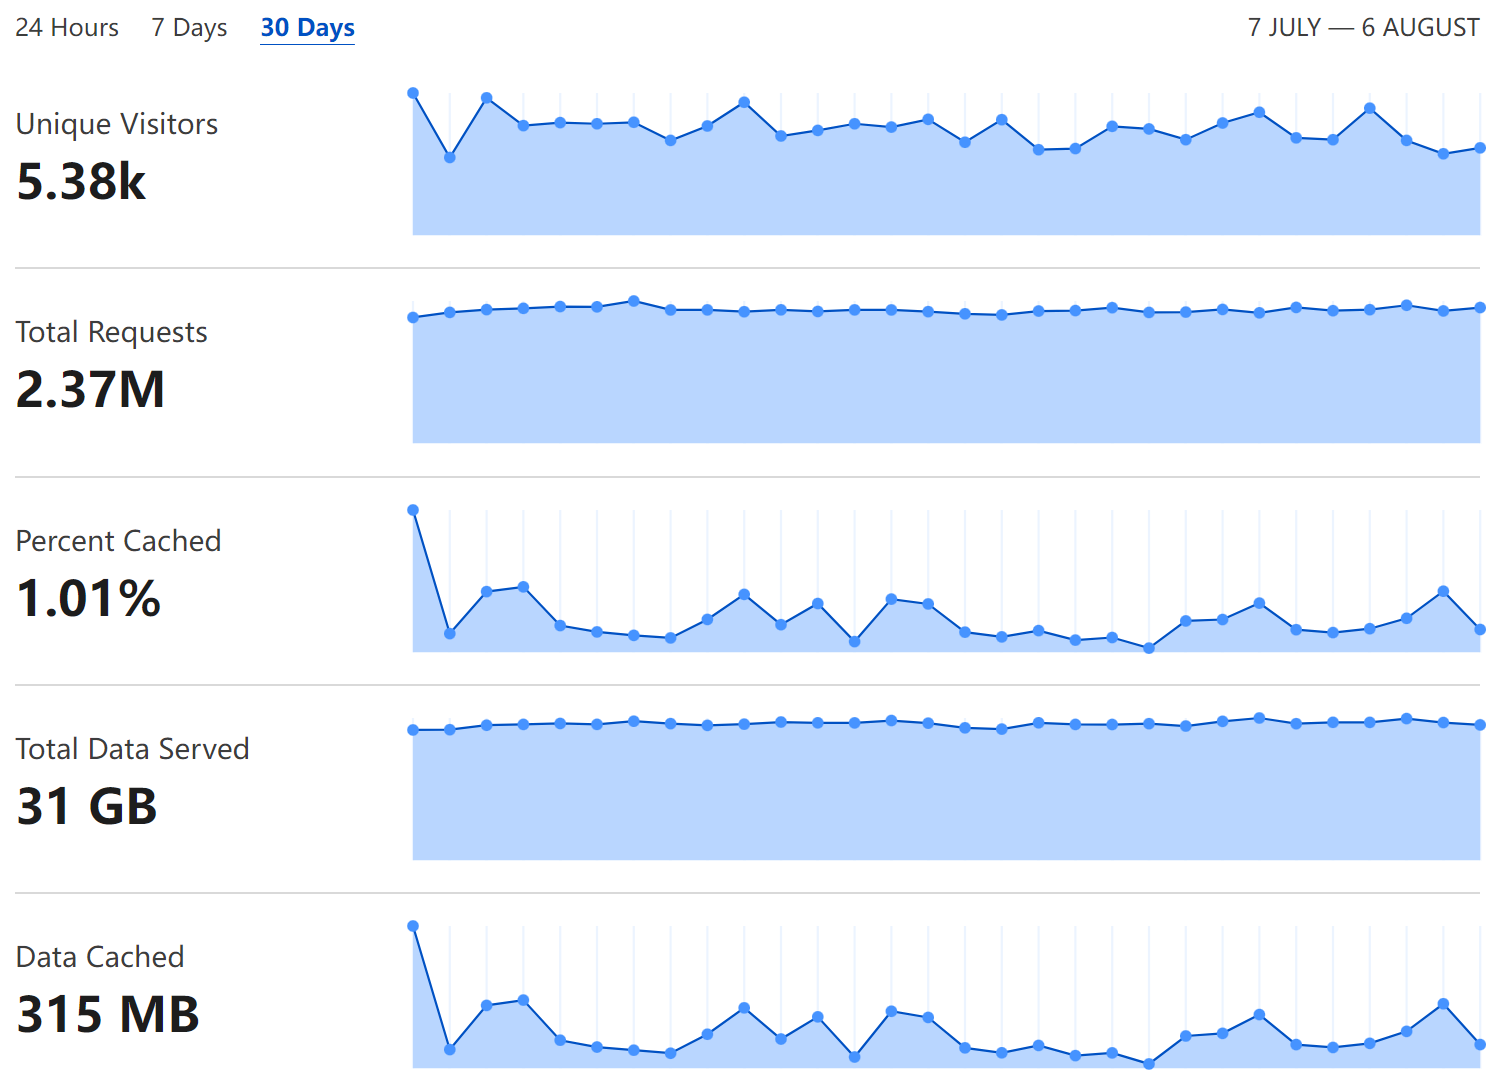 24 Hours 7 Days 30 Days 7 JULY — 6 AUGUST
Unique Visitors
5.38k
Total Requests
2.37M
Percent Cached
1.01%
Total Data Served
31 GB
Data Cached
315 MB